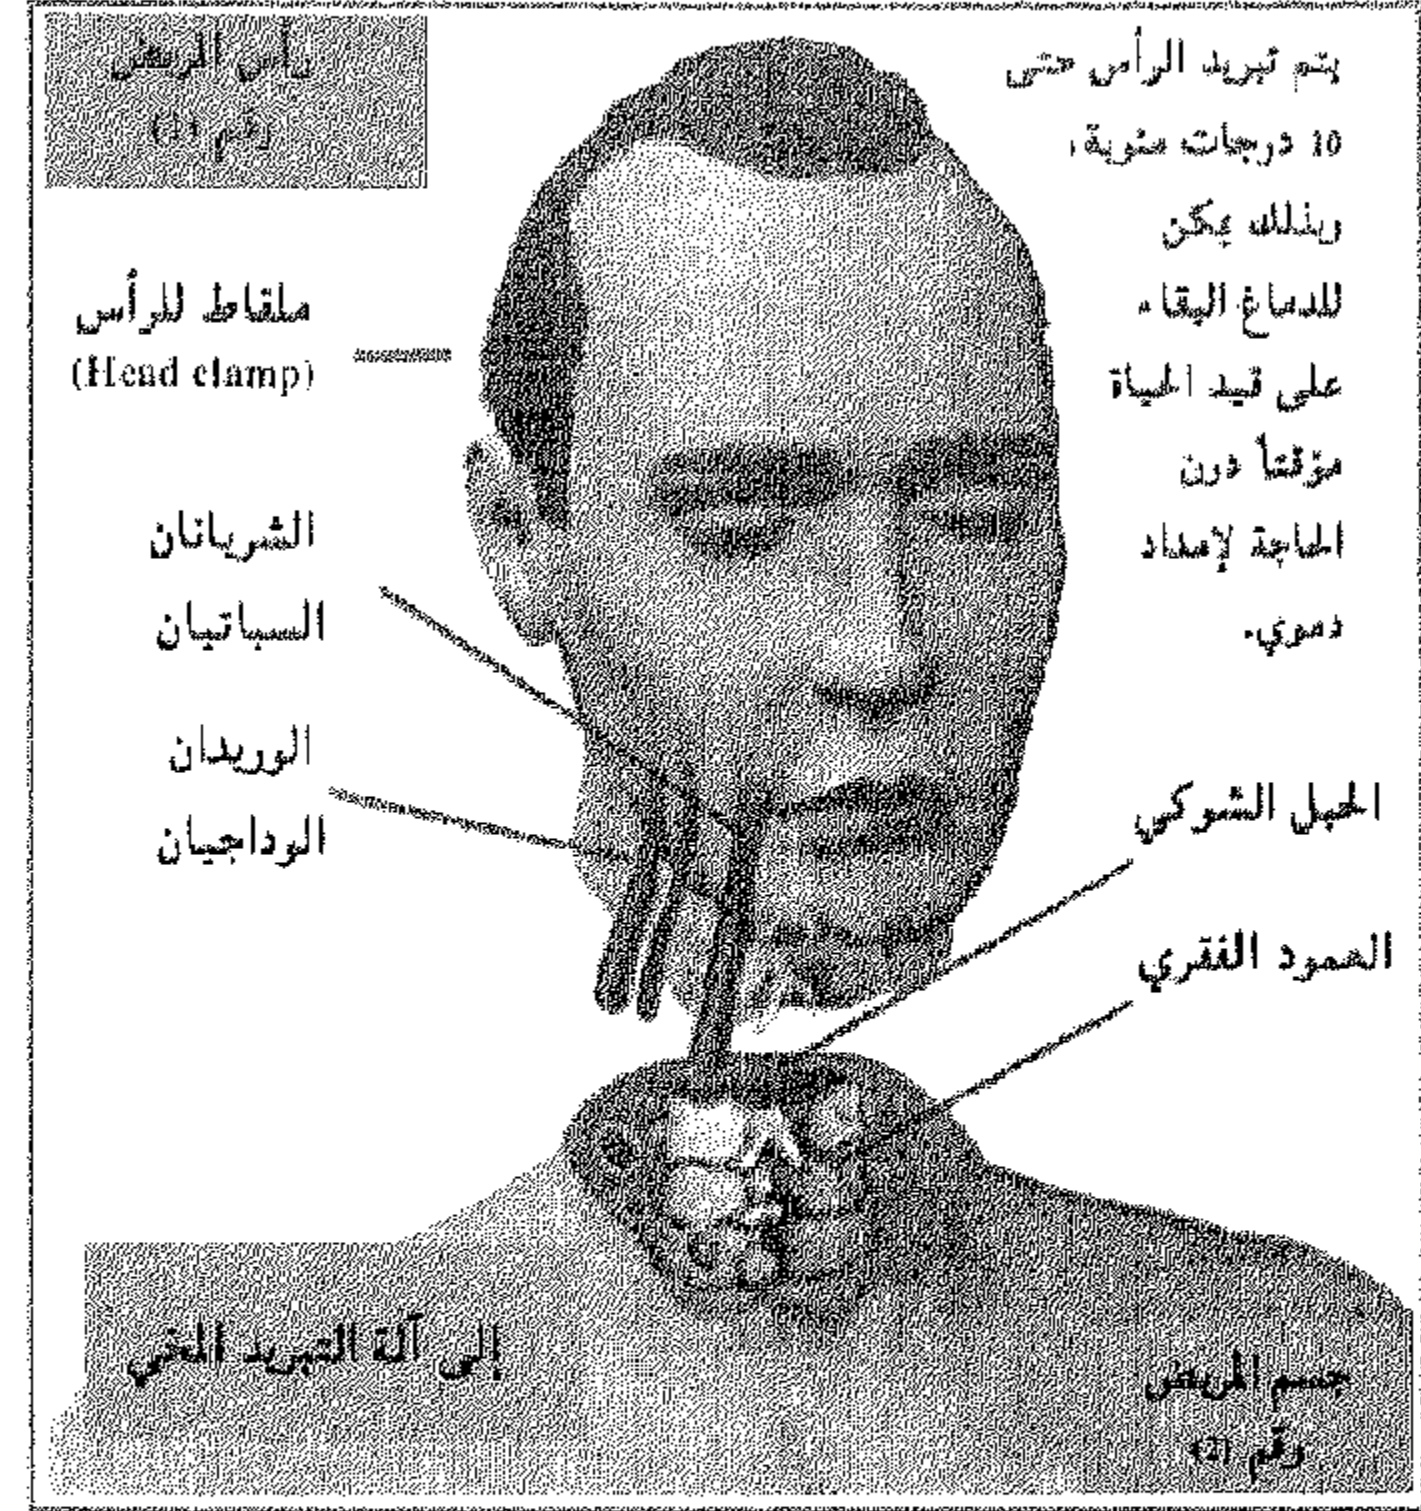 رأس المريض
رقم (1)
يتم تبريد الرأس حتى
10 درجات مئوية،
وبذلك يمكن
للدماغ البقاء
على قيد الحياة
مؤقتاً دون
الحاجة لإمداد
دموي.
ملقاط للرأس
(Head clamp)
الشريانان
السباتيان
الوريدان
الوداجيان
الحبل الشوكي
العمود الفقري
إلى آلة التبريد المخي
جسم المريض
رقم (2)